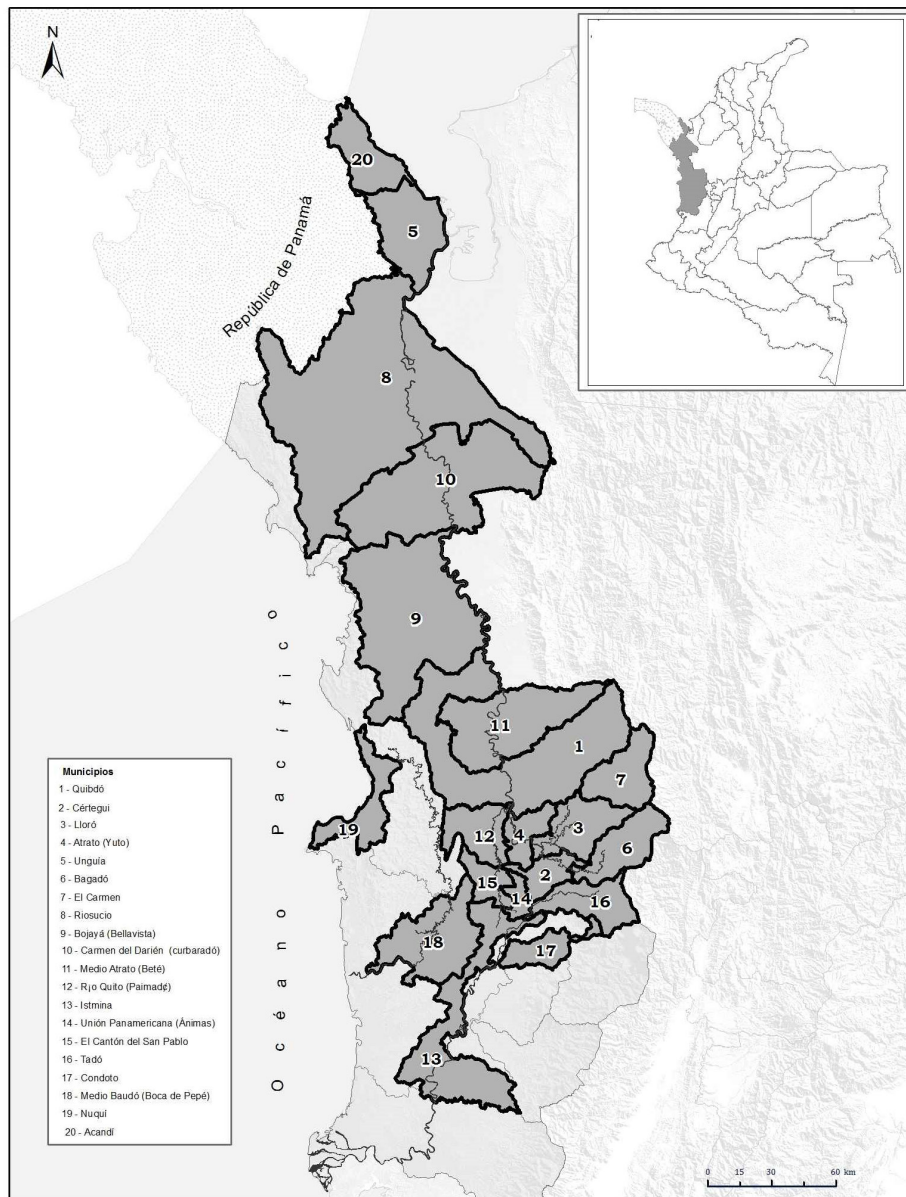 N
20
5
República de Panamá
8
10
9
11
1
7
19
12
4
3
6
2
15
14
16
18
17
13
Océano Pacífico
Municipios
1 - Quibdó
2 - Cértegui
3 - Lloró
4 - Atrato (Yuto)
5 - Unguía
6 - Bagadó
7 - El Carmen
8 - Riosucio
9 - Bojayá (Bellavista)
10 - Carmen del Darién (curbaradó)
11 - Medio Atrato (Beté)
12 - R¡o Quito (Paimad¢)
13 - Istmina
14 - Unión Panamericana (Ánimas)
15 - El Cantón del San Pablo
16 - Tadó
17 - Condoto
18 - Medio Baudó (Boca de Pepé)
19 - Nuquí
20 - Acandí
0 15 30 60 km